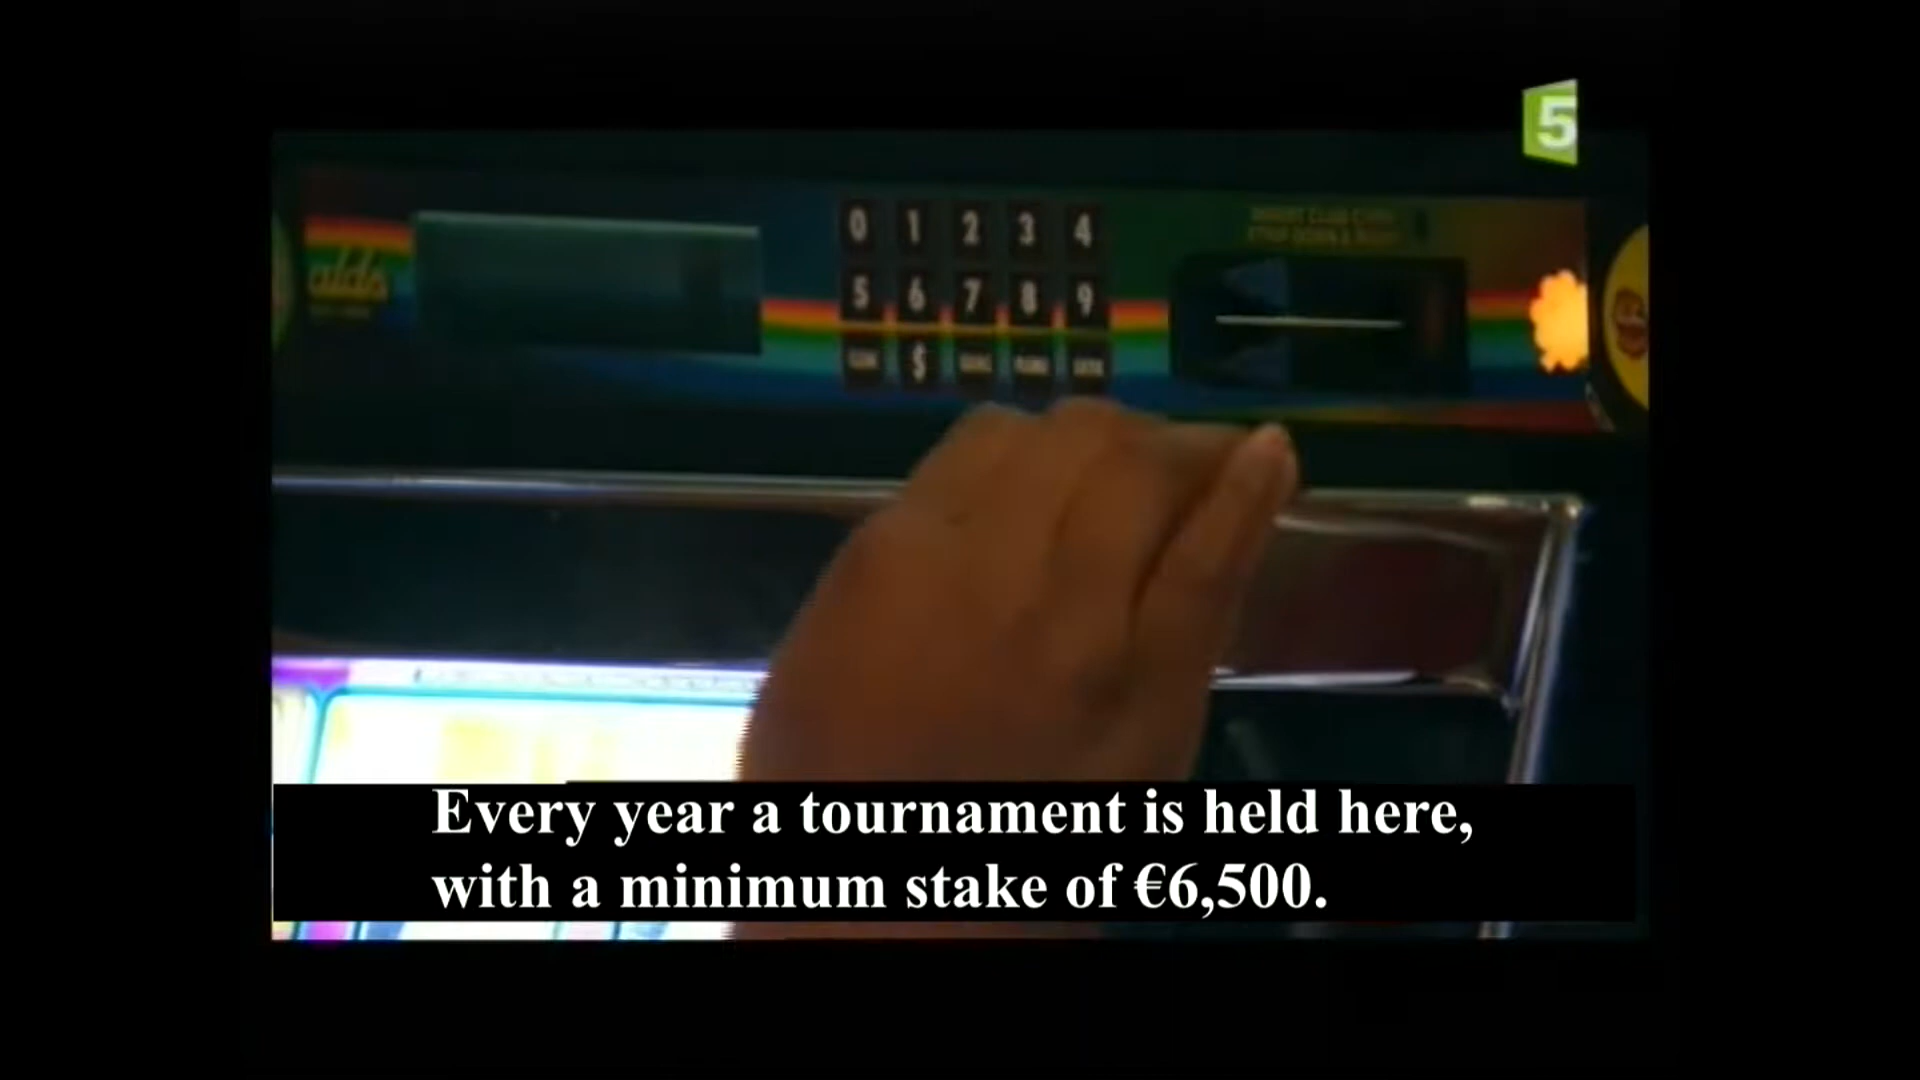 5
0 1 2 3 4
5 6 7 8 9
$
Every year a tournament is held here,
with a minimum stake of €6,500.